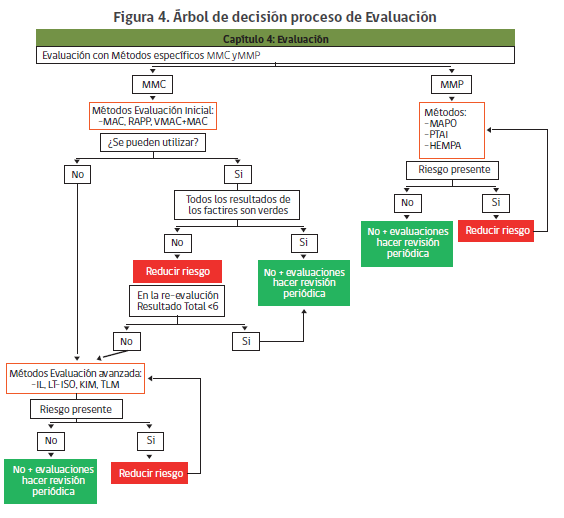 Figura 4. Árbol de decisión proceso de Evaluación
Capítulo 4: Evaluación
Evaluación con Métodos específicos MMC y MMP
MMC
MMP
Métodos Evaluación Inicial:
-MAC, RAPP, VMAC+MAC
Métodos:
-MAPO
-PTAI
-HEMPA
¿Se pueden utilizar?
Riesgo presente
No
Si
No
Si
Todos los resultados de
los factires son verdes
No + evaluaciones
hacer revisión
periódica
Reducir riesgo
No
Si
Reducir riesgo
No + evaluaciones
hacer revisión
periódica
En la re-evalución
Resultado Total <6
No
Si
Métodos Evaluación avanzada:
-IL, LT-ISO, KIM, TLM
Riesgo presente
No
Si
No + evaluaciones
hacer revisión
periódica
Reducir riesgo